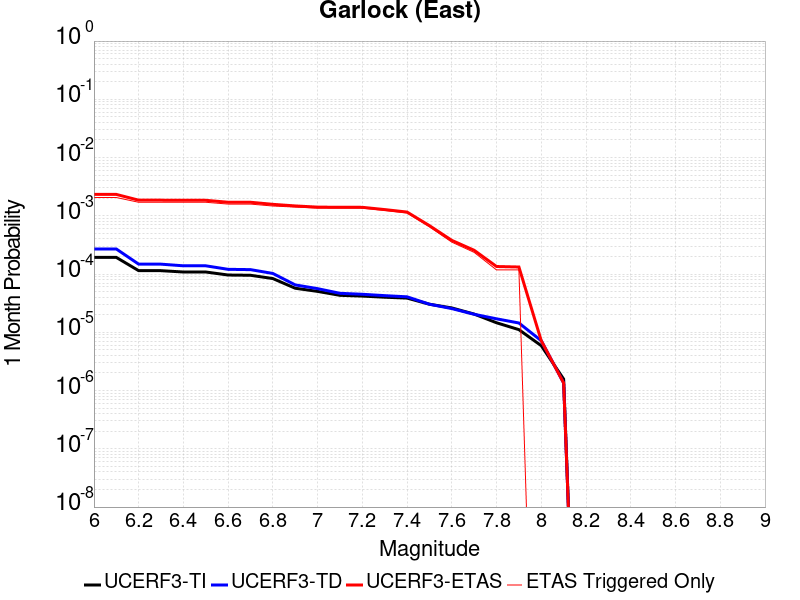 Garlock (East)
10^0
10^-1
10^-2
10^-3
10^-4
10^-5
10^-6
10^-7
10^-8
1 Month Probability
6 6.2 6.4 6.6 6.8 7 7.2 7.4 7.6 7.8 8 8.2 8.4 8.6 8.8 9
Magnitude
UCERF3-TI UCERF3-TD UCERF3-ETAS ETAS Triggered Only